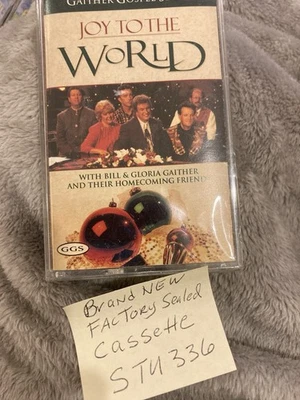 GAITHER GOSPEL
JOY TO THE
WORLD
WITH BILL & GLORIA GAITHER
AND THEIR HOMECOMING FRIEND
GGS
Brand NEW
FACTORY Sealed
Cassette
STU 336